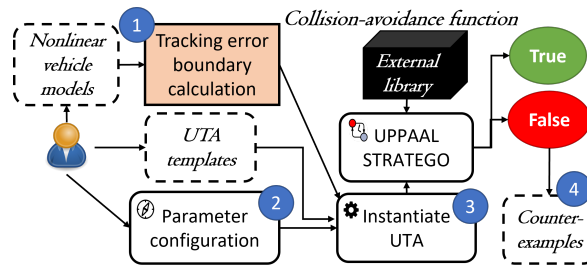 Collision-avoidance function
1
Nonlinear
vehicle
models
Tracking error
boundary
calculation
External
library
True
False
UTA
templates
UPPAAL
STRATEGO
2
Parameter
configuration
3
Instantiate
UTA
4
Counter-
examples